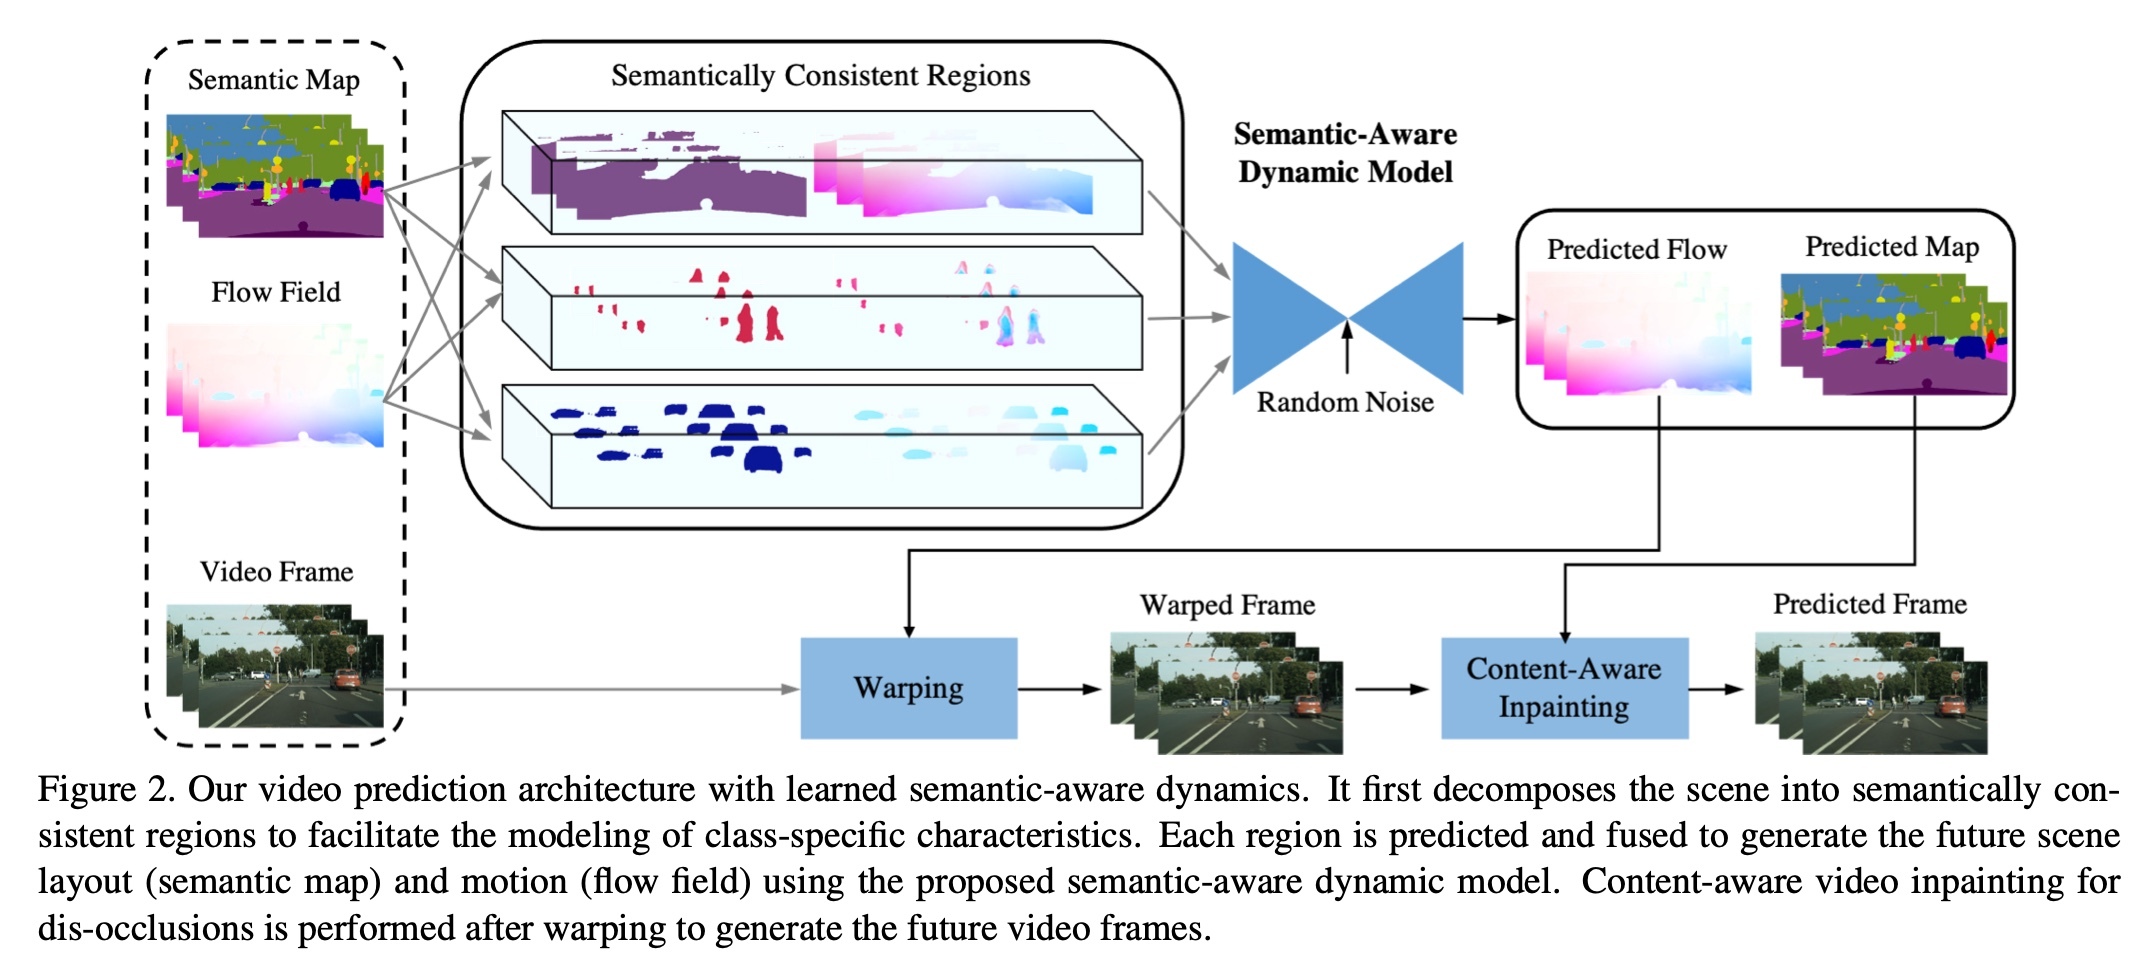 Semantic Map
Semantically Consistent Regions
Semantic-Aware
Dynamic Model
Flow Field
Predicted Flow
Predicted Map
Random Noise
Video Frame
Warping
Warped Frame
Content-Aware
Inpainting
Predicted Frame
Figure 2. Our video prediction architecture with learned semantic-aware dynamics. It first decomposes the scene into semantically con-
sistent regions to facilitate the modeling of class-specific characteristics. Each region is predicted and fused to generate the future scene
layout (semantic map) and motion (flow field) using the proposed semantic-aware dynamic model. Content-aware video inpainting for
dis-occlusions is performed after warping to generate the future video frames.